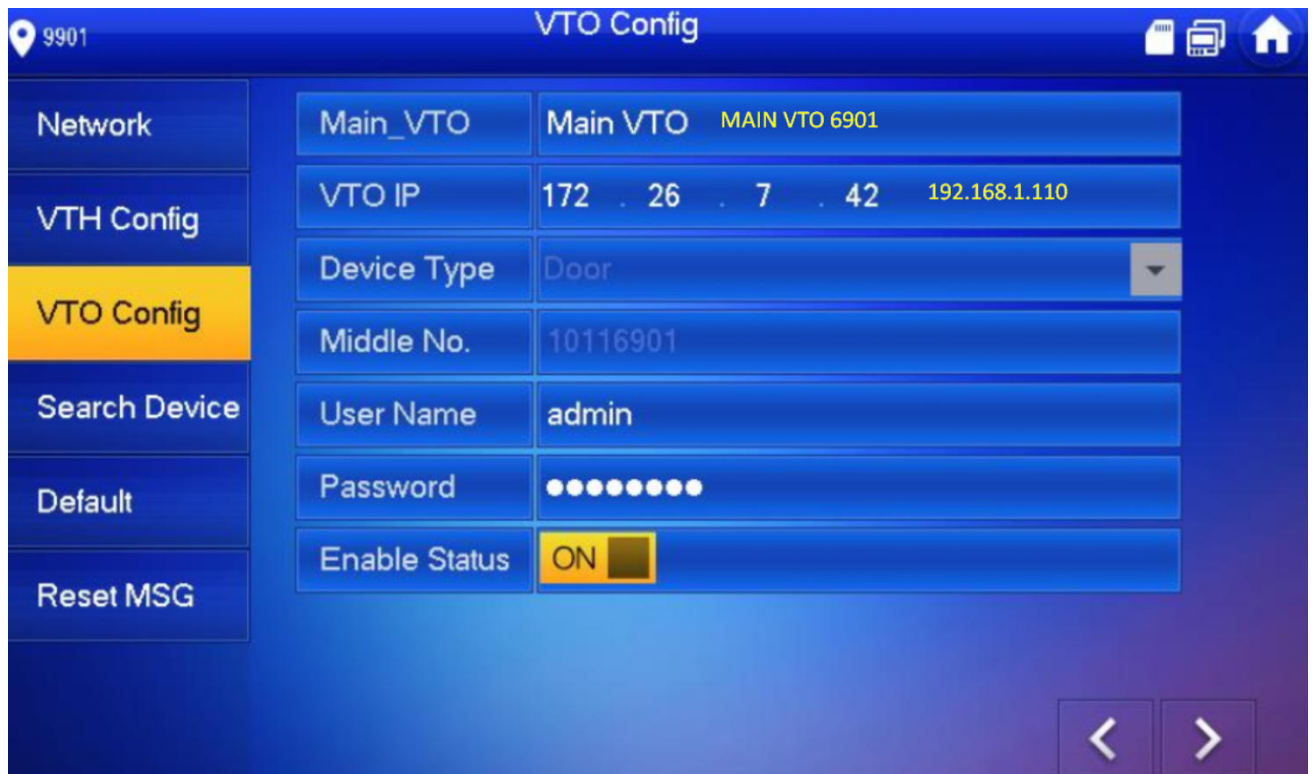 9901
VTO Config
Network
VTH Config
VTO Config
Search Device
Default
Reset MSG
Main_VTO Main VTO MAIN VTO 6901
VTO IP 172 . 26 . 7 . 42 192.168.1.110
Device Type Door
Middle No. 10116901
User Name admin
Password ●●●●●●●●
Enable Status ON